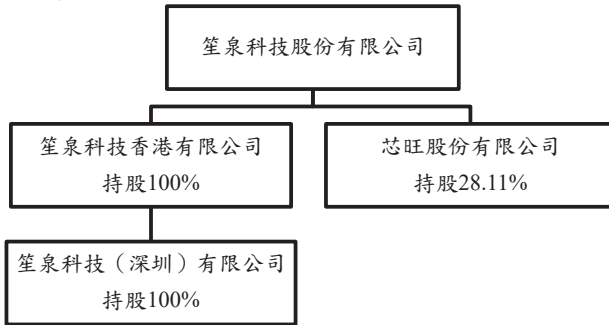 笙泉科技股份有限公司
笙泉科技香港有限公司
持股100%
芯旺股份有限公司
持股28.11%
笙泉科技（深圳）有限公司
持股100%